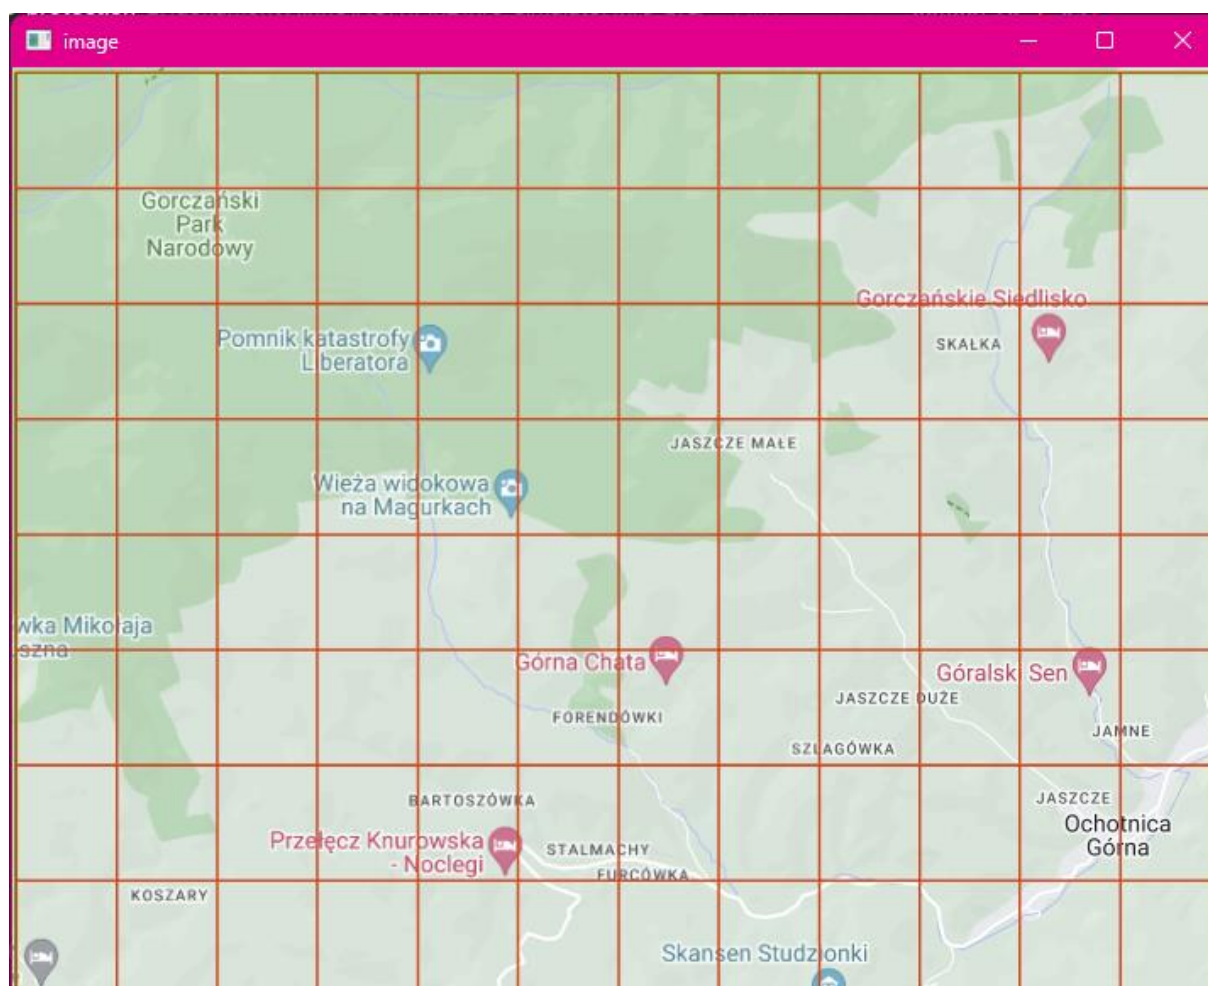 image
Gorczański
Park
Narodowy
Gorczańskie Siedlisko
Pomnik katastrofy
Liberatora
SKAŁKA
JASZCZE MAŁE
Wieża widokowa
na Magurkach
wka Mikołaja
szna
Górna Chata
Góralski Sen
JASZCZE DUŻE
FORENDÓWKI
JAMNE
SZLAGÓWKA
BARTOSZÓWKA
JASZCZE
Ochotnica
Górna
Przełęcz Knurowska
- Noclegi
STALMACHY
FURCÓWKA
KOSZARY
Skansen Studzionki